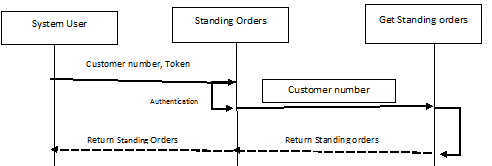 System User
Standing Orders
Get Standing orders
Customer number, Token
Customer number
Authentication
Return Standing Orders
Return Standing orders